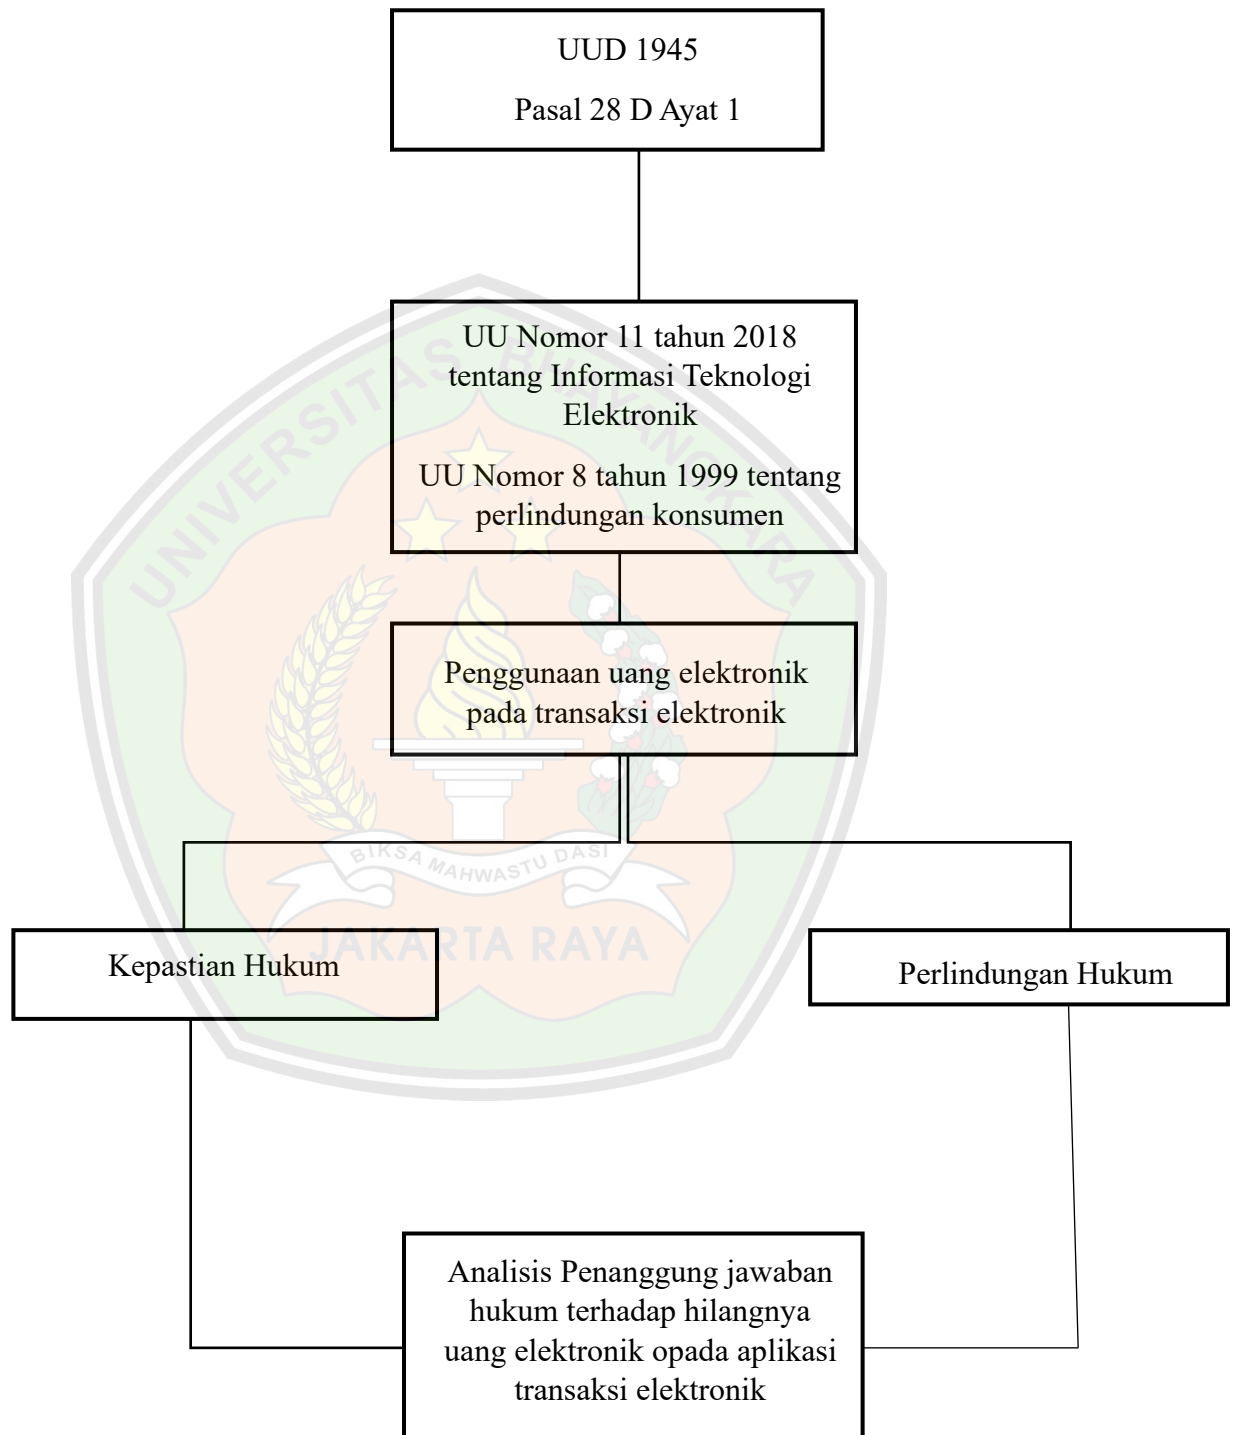 UUD 1945
Pasal 28 D Ayat 1
UU Nomor 11 tahun 2018
tentang Informasi Teknologi
Elektronik
UU Nomor 8 tahun 1999 tentang
perlindungan konsumen
Penggunaan uang elektronik
pada transaksi elektronik
Kepastian Hukum
Perlindungan Hukum
Analisis Penanggung jawaban
hukum terhadap hilangnya
uang elektronik opada aplikasi
transaksi elektronik
UNIVERSITAS BHAYANGKARA
BIKSA MAHWASTU DASI
JAKARTA RAYA